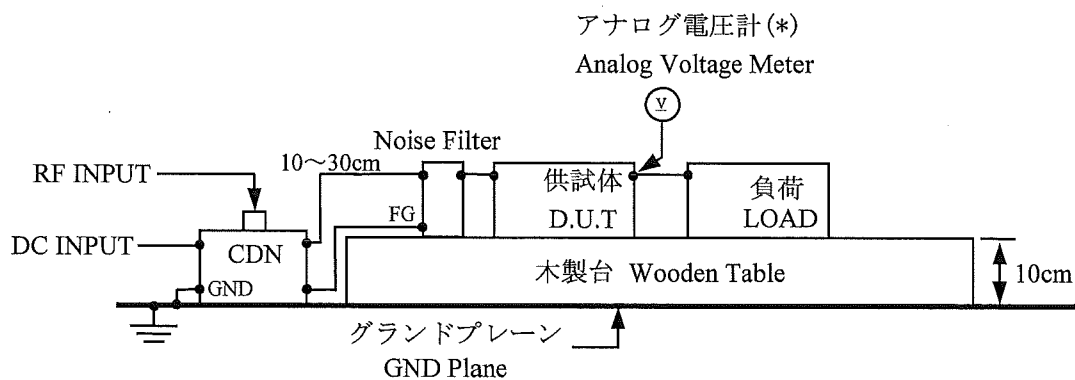 アナログ電圧計(*)
Analog Voltage Meter
V
Noise Filter
10～30cm
RF INPUT
供試体
D.U.T
負荷
LOAD
FG
DC INPUT
CDN
GND
木製台 Wooden Table
10cm
グランドプレーン
GND Plane